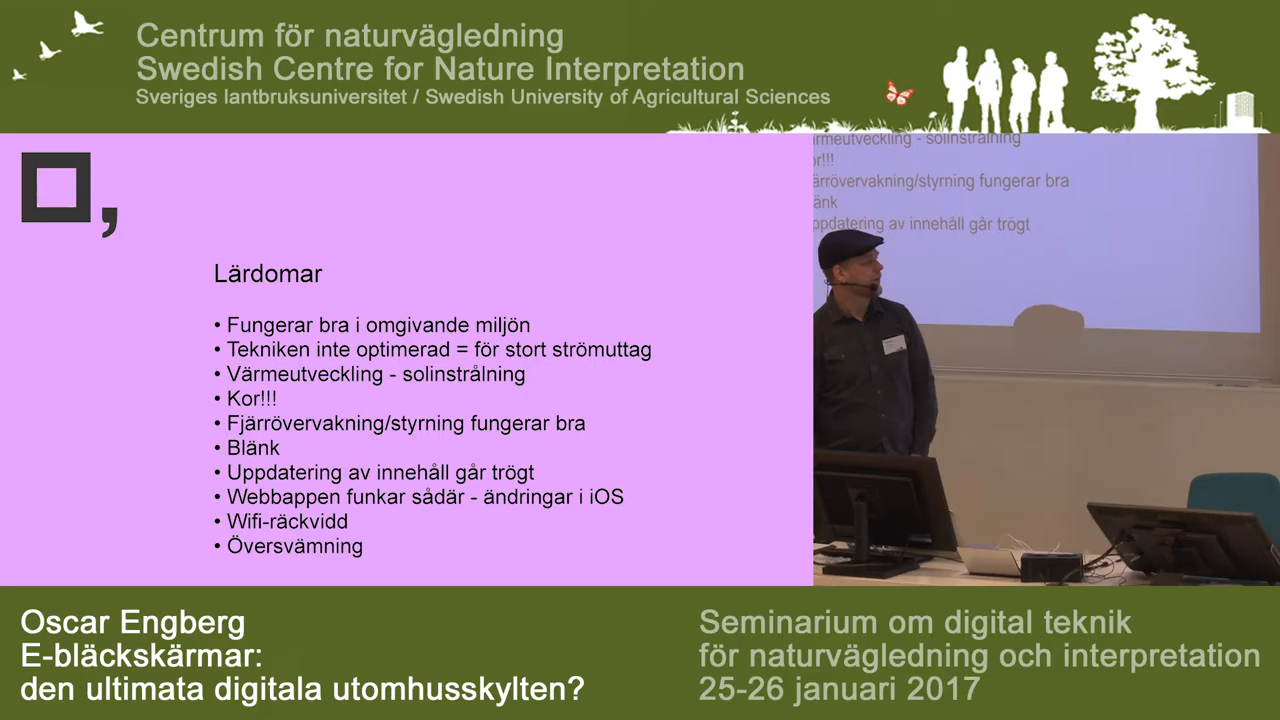 Centrum för naturvägledning
Swedish Centre for Nature Interpretation
Sveriges lantbruksuniversitet / Swedish University of Agricultural Sciences
Lärdomar
• Fungerar bra i omgivande miljön
• Tekniken inte optimerad = för stort strömuttag
• Värmeutveckling - solinstrålning
• Kor!!!
• Fjärrövervakning/styrning fungerar bra
• Blänk
• Uppdatering av innehåll går trögt
• Webbappen funkar sådär - ändringar i iOS
• Wifi-räckvidd
• Översvämning
rmeutveckling - solinstrålning
or!!!
ärrövervakning/styrning fungerar bra
änk
ppdatering av innehåll går trögt
Oscar Engberg
E-bläckskärmar:
den ultimata digitala utomhusskylten?
Seminarium om digital teknik
för naturvägledning och interpretation
25-26 januari 2017